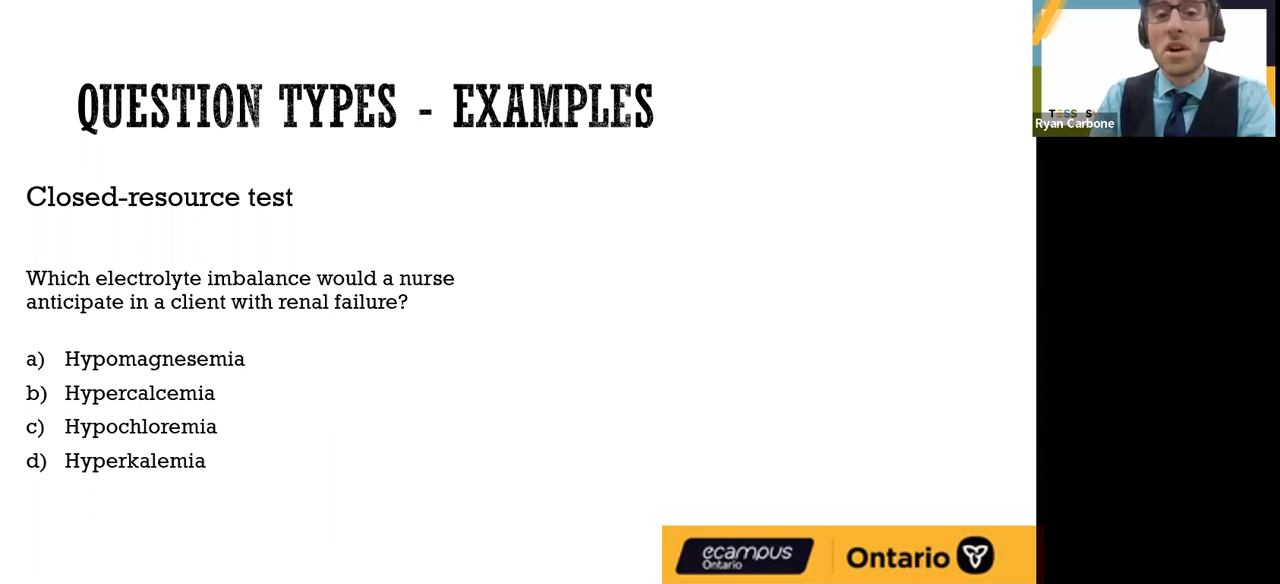 QUESTION TYPES - EXAMPLES
Closed-resource test
Which electrolyte imbalance would a nurse
anticipate in a client with renal failure?
a) Hypomagnesemia
b) Hypercalcemia
c) Hypochloremia
d) Hyperkalemia
TESS
Ryan Carbone
ecampus
Ontario
Ontario